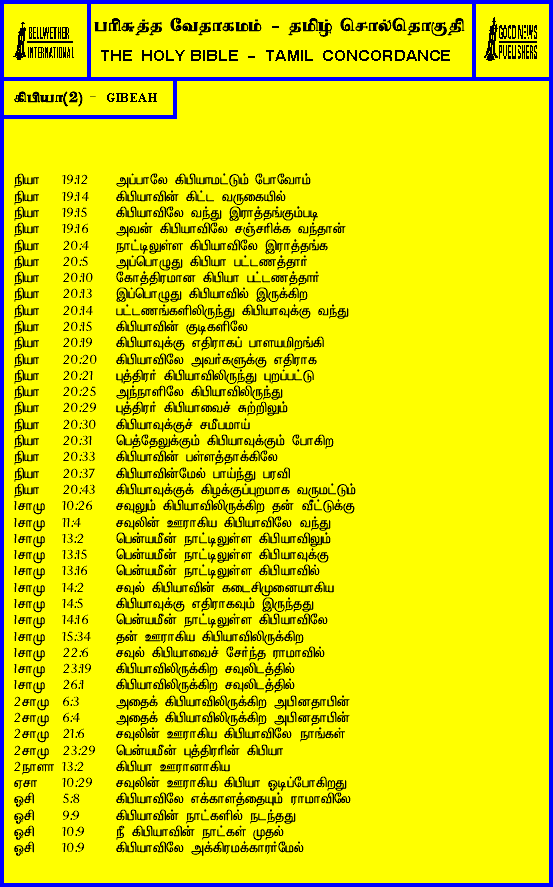 BELLWETHER INTERNATIONAL
பரிசுத்த வேதாகமம் - தமிழ் சொல்தொகுதி
THE HOLY BIBLE - TAMIL CONCORDANCE
GOOD NEWS PUBLISHERS
கிபியா(2) - GIBEAH
நியா 19:12 அப்பாலே கிபியாமட்டும் போவோம்
நியா 19:14 கிபியாவின் கிட்ட வருகையில்
நியா 19:15 கிபியாவிலே வந்து இராத்தங்கும்படி
நியா 19:16 அவன் கிபியாவிலே சஞ்சரிக்க வந்தான்
நியா 20:4 நாட்டிலுள்ள கிபியாவிலே இராத்தங்க
நியா 20:5 அப்பொழுது கிபியா பட்டணத்தார்
நியா 20:10 கோத்திரமான கிபியா பட்டணத்தார்
நியா 20:13 இப்பொழுது கிபியாவில் இருக்கிற
நியா 20:14 பட்டணங்களிலிருந்து கிபியாவுக்கு வந்து
நியா 20:15 கிபியாவின் குடிகளிலே
நியா 20:19 கிபியாவுக்கு எதிராகப் பாளயமிறங்கி
நியா 20:20 கிபியாவிலே அவர்களுக்கு எதிராக
நியா 20:21 புத்திரர் கிபியாவிலிருந்து புறப்பட்டு
நியா 20:25 அந்நாளிலே கிபியாவிலிருந்து
நியா 20:29 புத்திரர் கிபியாவைச் சுற்றிலும்
நியா 20:30 கிபியாவுக்குச் சமீபமாய்
நியா 20:31 பெத்தேலுக்கும் கிபியாவுக்கும் போகிற
நியா 20:33 கிபியாவின் பள்ளத்தாக்கிலே
நியா 20:37 கிபியாவின்மேல் பாய்ந்து பரவி
நியா 20:43 கிபியாவுக்குக் கிழக்குப்புறமாக வருமட்டும்
1சாமு 10:26 சவுலும் கிபியாவிலிருக்கிற தன் வீட்டுக்கு
1சாமு 11:4 சவுலின் ஊராகிய கிபியாவிலே வந்து
1சாமு 13:2 பென்யமீன் நாட்டிலுள்ள கிபியாவிலும்
1சாமு 13:15 பென்யமீன் நாட்டிலுள்ள கிபியாவுக்கு
1சாமு 13:16 பென்யமீன் நாட்டிலுள்ள கிபியாவில்
1சாமு 14:2 சவுல் கிபியாவின் கடைசிமுனையாகிய
1சாமு 14:5 கிபியாவுக்கு எதிராகவும் இருந்தது
1சாமு 14:16 பென்யமீன் நாட்டிலுள்ள கிபியாவிலே
1சாமு 15:34 தன் ஊராகிய கிபியாவிலிருக்கிற
1சாமு 22:6 சவுல் கிபியாவைச் சேர்ந்த ராமாவில்
1சாமு 23:19 கிபியாவிலிருக்கிற சவுலிடத்தில்
1சாமு 26:1 கிபியாவிலிருக்கிற சவுலிடத்தில்
2சாமு 6:3 அதைக் கிபியாவிலிருக்கிற அபினதாபின்
2சாமு 6:4 அதைக் கிபியாவிலிருக்கிற அபினதாபின்
2சாமு 21:6 சவுலின் ஊராகிய கிபியாவிலே நாங்கள்
2சாமு 23:29 பென்யமீன் புத்திரரின் கிபியா
2நாளா 13:2 கிபியா ஊரானாகிய
ஏசா 10:29 சவுலின் ஊராகிய கிபியா ஓடிப்போகிறது
ஓசி 5:8 கிபியாவிலே எக்காளத்தையும் ராமாவிலே
ஓசி 9:9 கிபியாவின் நாட்களில் நடந்தது
ஓசி 10:9 நீ கிபியாவின் நாட்கள் முதல்
ஓசி 10:9 கிபியாவிலே அக்கிரமக்காரர்மேல்